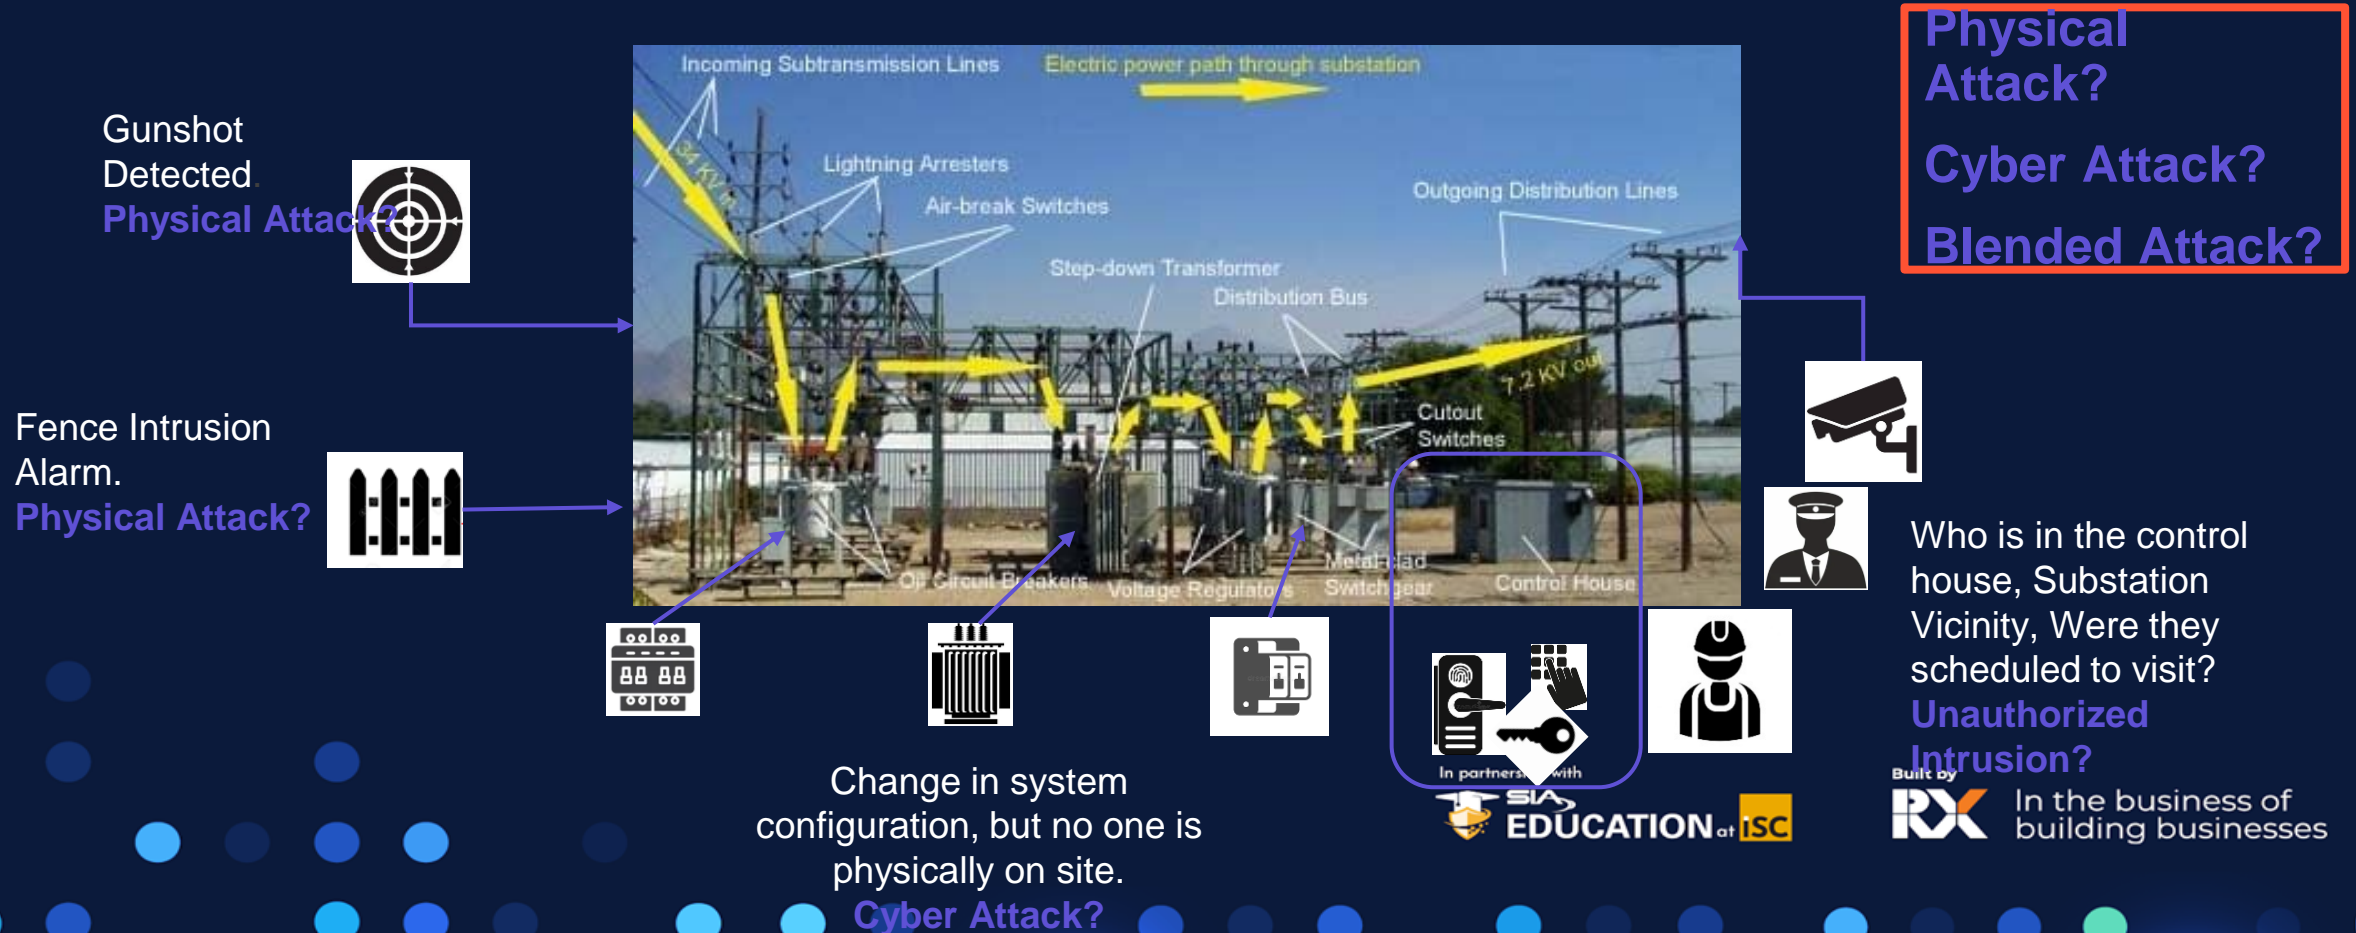 Physical
Attack?
Cyber Attack?
Blended Attack?
Gunshot
Detected.
Physical Attack?
Fence Intrusion
Alarm.
Physical Attack?
Incoming Subtransmission Lines
Electric power path through substation
34 KV in
Lightning Arresters
Air-break Switches
Outgoing Distribution Lines
Step-down Transformer
Distribution Bus
7.2 KV out
Cutout
Switches
Oil Circuit Breakers
Voltage Regulators
Metal-clad
Switchgear
Control House
Who is in the control
house, Substation
Vicinity, Were they
scheduled to visit?
Unauthorized
Intrusion?
Change in system
configuration, but no one is
physically on site.
Cyber Attack?
In partnership with
SIA
EDUCATION at ISC
Built by
RX
In the business of
building businesses